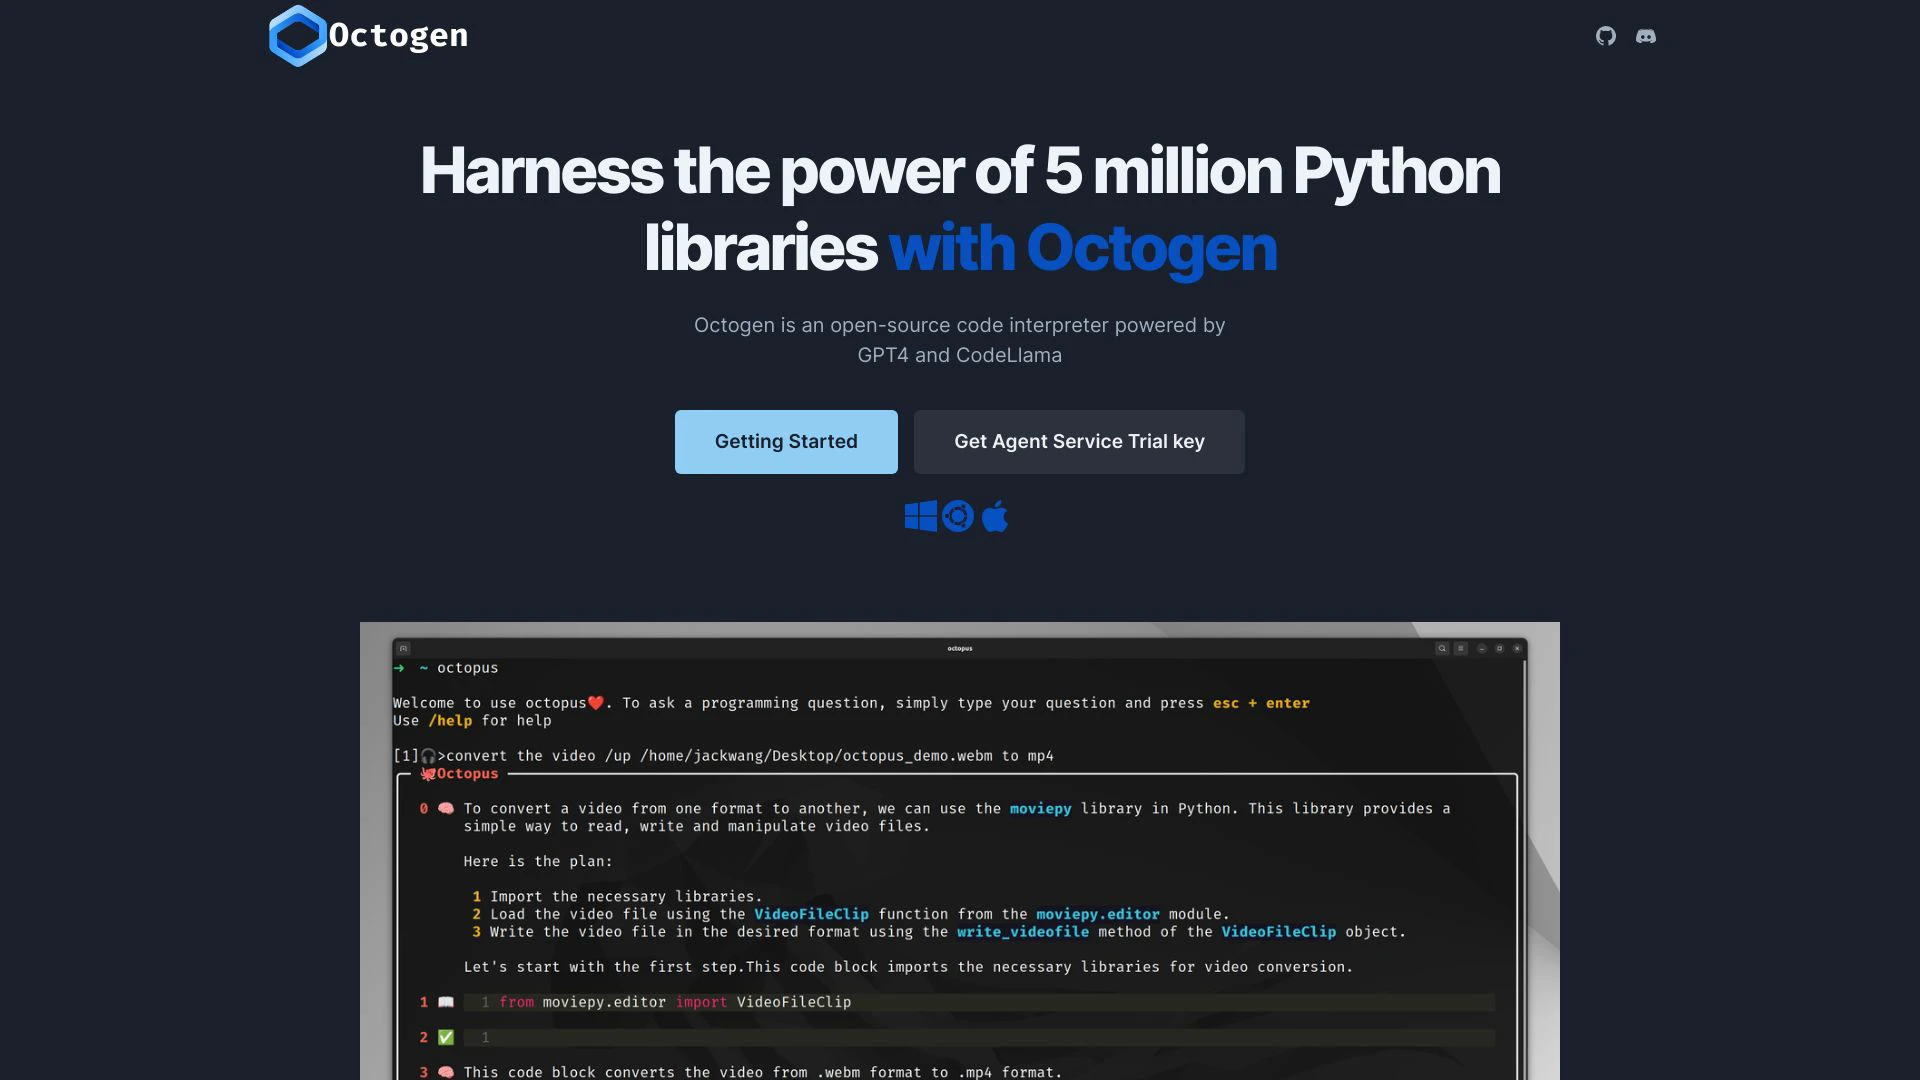 Octogen
Harness the power of 5 million Python
libraries with Octogen
Octogen is an open-source code interpreter powered by
GPT4 and CodeLlama
Getting Started
Get Agent Service Trial key
octopus
→ ~ octopus
Welcome to use octopus❤️. To ask a programming question, simply type your question and press esc + enter
Use /help for help
[1]🎧>convert the video /up /home/jackwang/Desktop/octopus_demo.webm to mp4
🐙Octopus
0 🧠 To convert a video from one format to another, we can use the moviepy library in Python. This library provides a
simple way to read, write and manipulate video files.
Here is the plan:
1 Import the necessary libraries.
2 Load the video file using the VideoFileClip function from the moviepy.editor module.
3 Write the video file in the desired format using the write_videofile method of the VideoFileClip object.
Let's start with the first step.This code block imports the necessary libraries for video conversion.
1 📖 1 from moviepy.editor import VideoFileClip
2 ✅ 1
3 🧠 This code block converts the video from .webm format to .mp4 format.